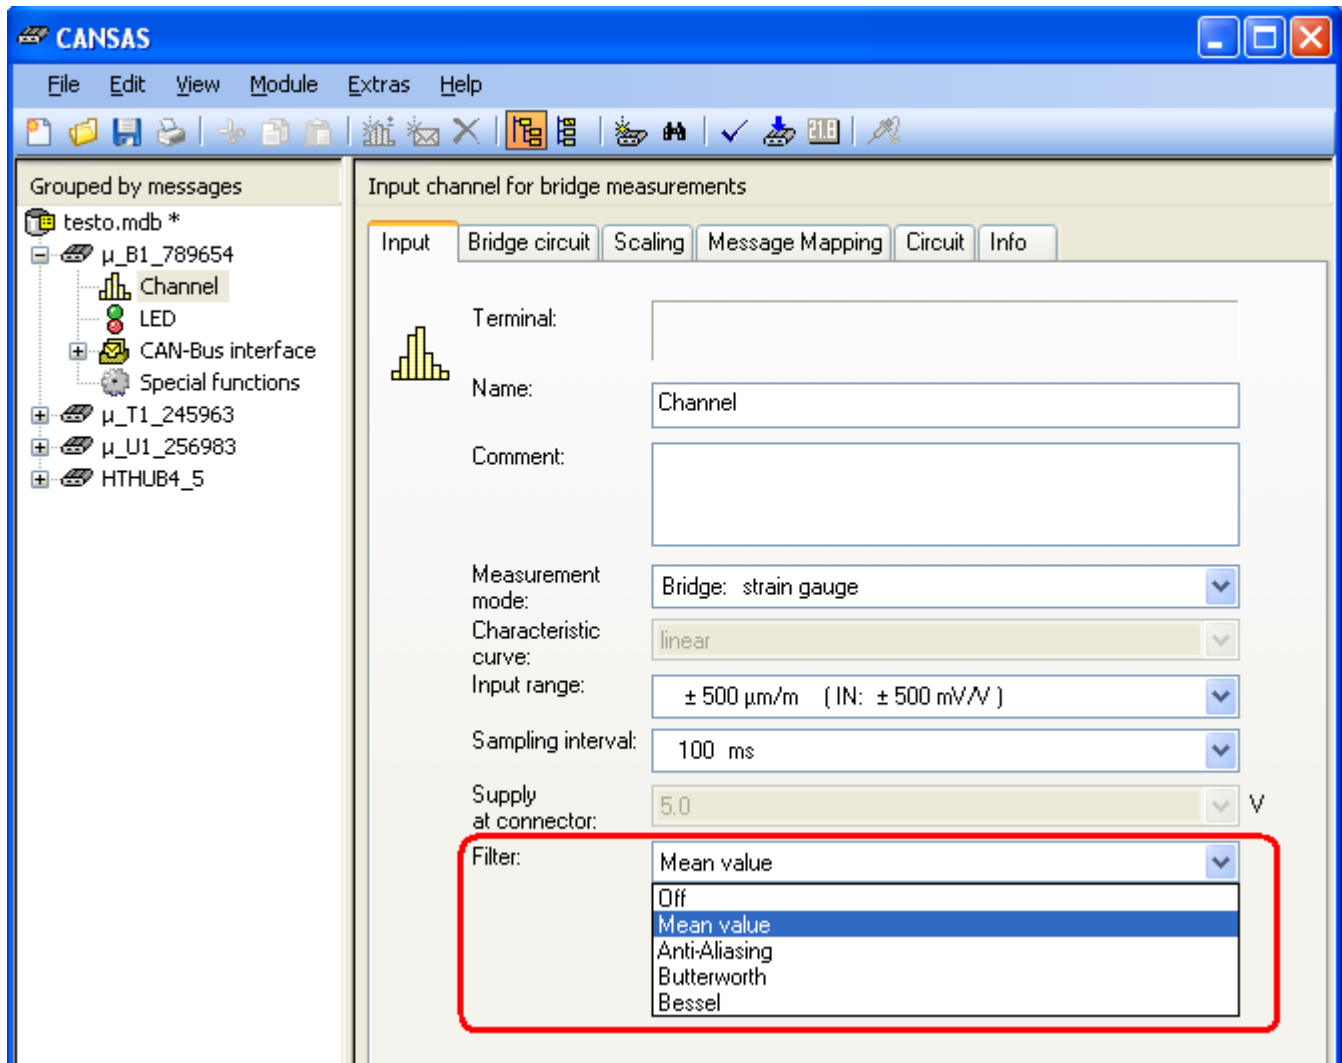 CANSAS
File Edit View Module Extras Help
Grouped by messages
testo.mdb *
µ_B1_789654
Channel
LED
CAN-Bus interface
Special functions
µ_T1_245963
µ_U1_256983
HTHUB4_5
Input channel for bridge measurements
Input Bridge circuit Scaling Message Mapping Circuit Info
Terminal:
Name:
Channel
Comment:
Measurement
mode:
Bridge: strain gauge
Characteristic
curve:
linear
Input range:
± 500 µm/m ( IN: ± 500 mV/V )
Sampling interval:
100 ms
Supply
at connector:
5.0 V
Filter:
Mean value
Off
Mean value
Anti-Aliasing
Butterworth
Bessel